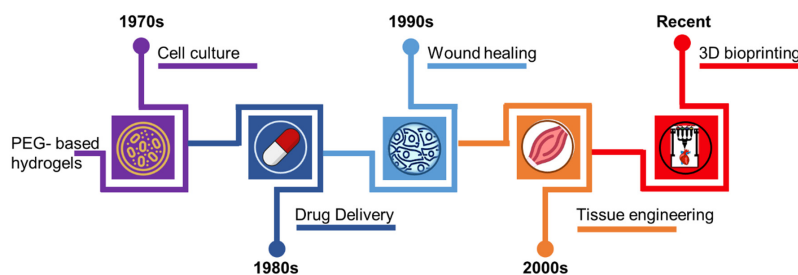 1970s
Cell culture
1990s
Wound healing
Recent
3D bioprinting
PEG- based
hydrogels
Drug Delivery
1980s
Tissue engineering
2000s